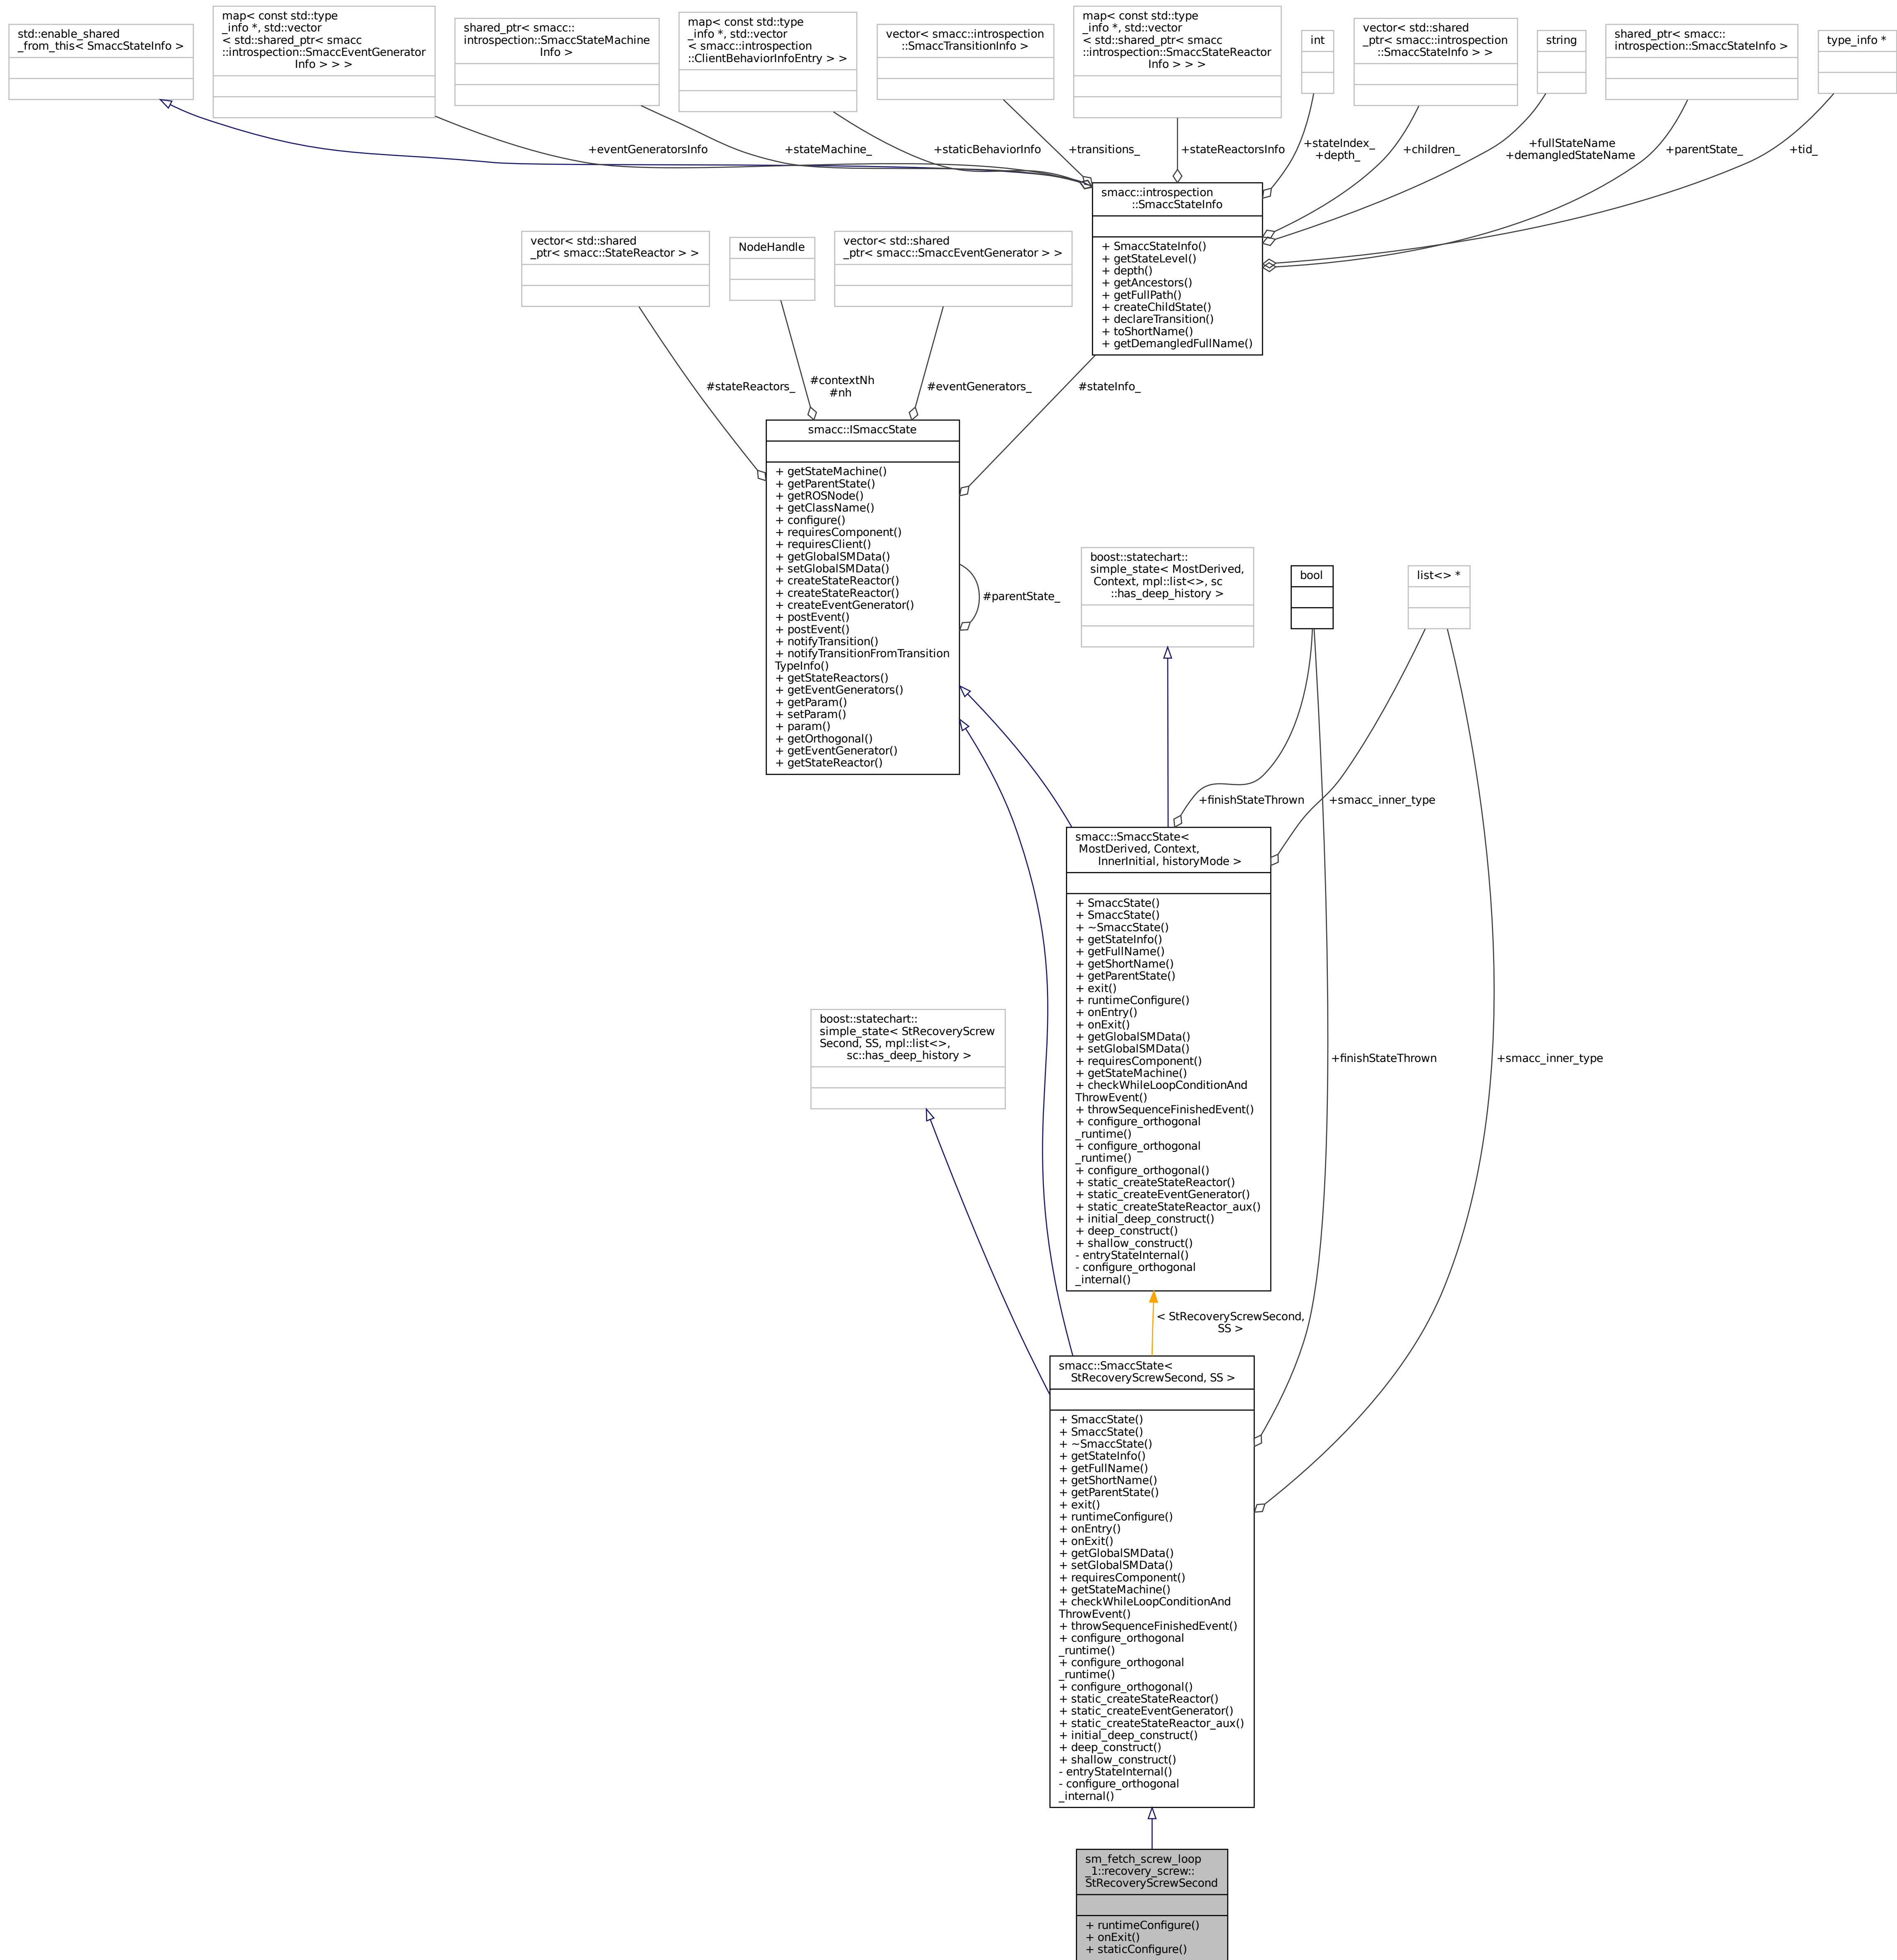 std::enable_shared
_from_this< SmaccStateInfo >
map< const std::type
_info *, std::vector
< std::shared_ptr< smacc
::introspection::SmaccEventGenerator
Info > > >
shared_ptr< smacc::
introspection::SmaccStateMachine
Info >
map< const std::type
_info *, std::vector
< smacc::introspection
::ClientBehaviorInfoEntry > >
vector< smacc::introspection
::SmaccTransitionInfo >
map< const std::type
_info *, std::vector
< std::shared_ptr< smacc
::introspection::SmaccStateReactor
Info > > >
int
vector< std::shared
_ptr< smacc::introspection
::SmaccStateInfo > >
string
shared_ptr< smacc::
introspection::SmaccStateInfo >
type_info *
+eventGeneratorsInfo
+stateMachine_
+staticBehaviorInfo
+transitions_
+stateReactorsInfo
+stateIndex_
+depth_
+children_
+fullStateName
+demangledStateName
+parentState_
+tid_
smacc::introspection
::SmaccStateInfo
+ SmaccStateInfo()
+ getStateLevel()
+ depth()
+ getAncestors()
+ getFullPath()
+ createChildState()
+ declareTransition()
+ toShortName()
+ getDemangledFullName()
vector< std::shared
_ptr< smacc::StateReactor > >
NodeHandle
vector< std::shared
_ptr< smacc::SmaccEventGenerator > >
#stateReactors_
#contextNh
#nh
#eventGenerators_
#stateInfo_
smacc::ISmaccState
+ getStateMachine()
+ getParentState()
+ getROSNode()
+ getClassName()
+ configure()
+ requiresComponent()
+ requiresClient()
+ getGlobalSMData()
+ setGlobalSMData()
+ createStateReactor()
+ createStateReactor()
+ createEventGenerator()
+ postEvent()
+ postEvent()
+ notifyTransition()
+ notifyTransitionFromTransition
TypeInfo()
+ getStateReactors()
+ getEventGenerators()
+ getParam()
+ setParam()
+ param()
+ getOrthogonal()
+ getEventGenerator()
+ getStateReactor()
#parentState_
boost::statechart::
simple_state< MostDerived,
Context, mpl::list<>, sc
::has_deep_history >
bool
list<> *
+finishStateThrown
+smacc_inner_type
smacc::SmaccState<
MostDerived, Context,
InnerInitial, historyMode >
+ SmaccState()
+ SmaccState()
+ ~SmaccState()
+ getStateInfo()
+ getFullName()
+ getShortName()
+ getParentState()
+ exit()
+ runtimeConfigure()
+ onEntry()
+ onExit()
+ getGlobalSMData()
+ setGlobalSMData()
+ requiresComponent()
+ getStateMachine()
+ checkWhileLoopConditionAnd
ThrowEvent()
+ throwSequenceFinishedEvent()
+ configure_orthogonal
_runtime()
+ configure_orthogonal
_runtime()
+ configure_orthogonal()
+ static_createStateReactor()
+ static_createEventGenerator()
+ static_createStateReactor_aux()
+ initial_deep_construct()
+ deep_construct()
+ shallow_construct()
- entryStateInternal()
- configure_orthogonal
_internal()
boost::statechart::
simple_state< StRecoveryScrew
Second, SS, mpl::list<>,
sc::has_deep_history >
+finishStateThrown
+smacc_inner_type
< StRecoveryScrewSecond,
SS >
smacc::SmaccState<
StRecoveryScrewSecond, SS >
+ SmaccState()
+ SmaccState()
+ ~SmaccState()
+ getStateInfo()
+ getFullName()
+ getShortName()
+ getParentState()
+ exit()
+ runtimeConfigure()
+ onEntry()
+ onExit()
+ getGlobalSMData()
+ setGlobalSMData()
+ requiresComponent()
+ getStateMachine()
+ checkWhileLoopConditionAnd
ThrowEvent()
+ throwSequenceFinishedEvent()
+ configure_orthogonal
_runtime()
+ configure_orthogonal
_runtime()
+ configure_orthogonal()
+ static_createStateReactor()
+ static_createEventGenerator()
+ static_createStateReactor_aux()
+ initial_deep_construct()
+ deep_construct()
+ shallow_construct()
- entryStateInternal()
- configure_orthogonal
_internal()
sm_fetch_screw_loop
_1::recovery_screw::
StRecoveryScrewSecond
+ runtimeConfigure()
+ onExit()
+ staticConfigure()